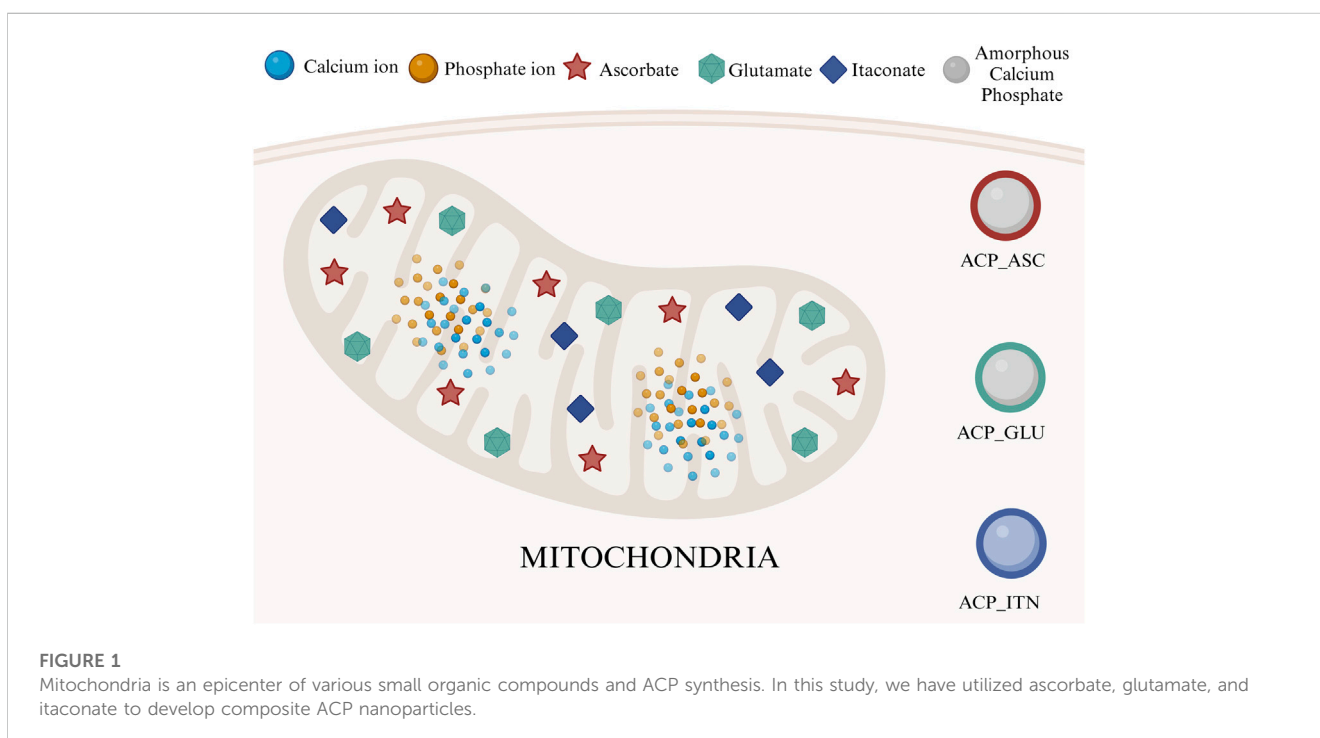 Calcium ion
Phosphate ion
Ascorbate
Glutamate
Itaconate
Amorphous
Calcium
Phosphate
ACP_ASC
ACP_GLU
MITOCHONDRIA
ACP_ITN
FIGURE 1
Mitochondria is an epicenter of various small organic compounds and ACP synthesis. In this study, we have utilized ascorbate, glutamate, and
itaconate to develop composite ACP nanoparticles.